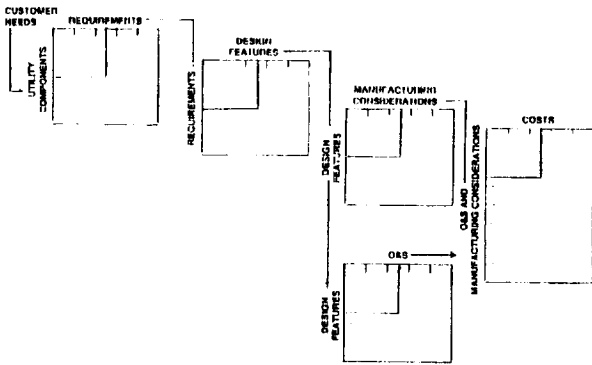 CUSTOMER
NEEDS
REQUIREMENTS
UTILITY
COMPONENTS
DESIGN
FEATURES
REQUIREMENTS
MANUFACTURING
CONSIDERATIONS
DESIGN
FEATURES
COSTS
O&S AND
MANUFACTURING CONSIDERATIONS
O&S
DESIGN
FEATURES